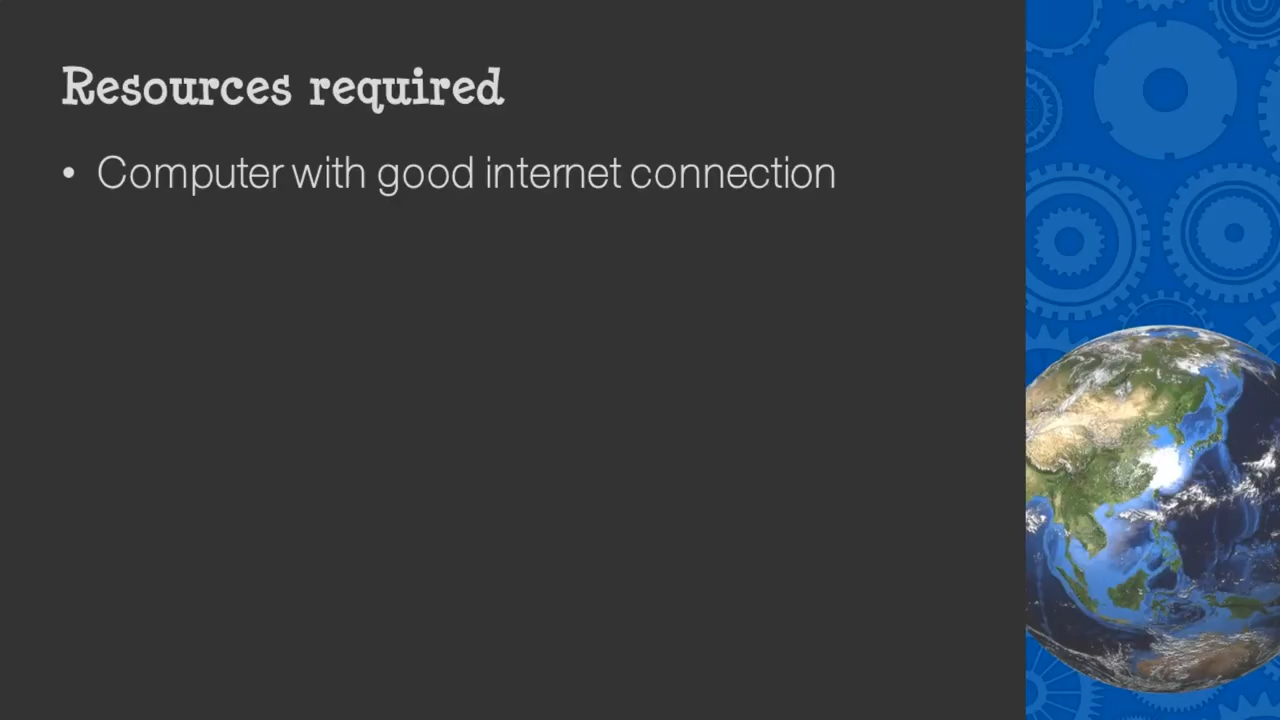 Resources required
• Computer with good internet connection